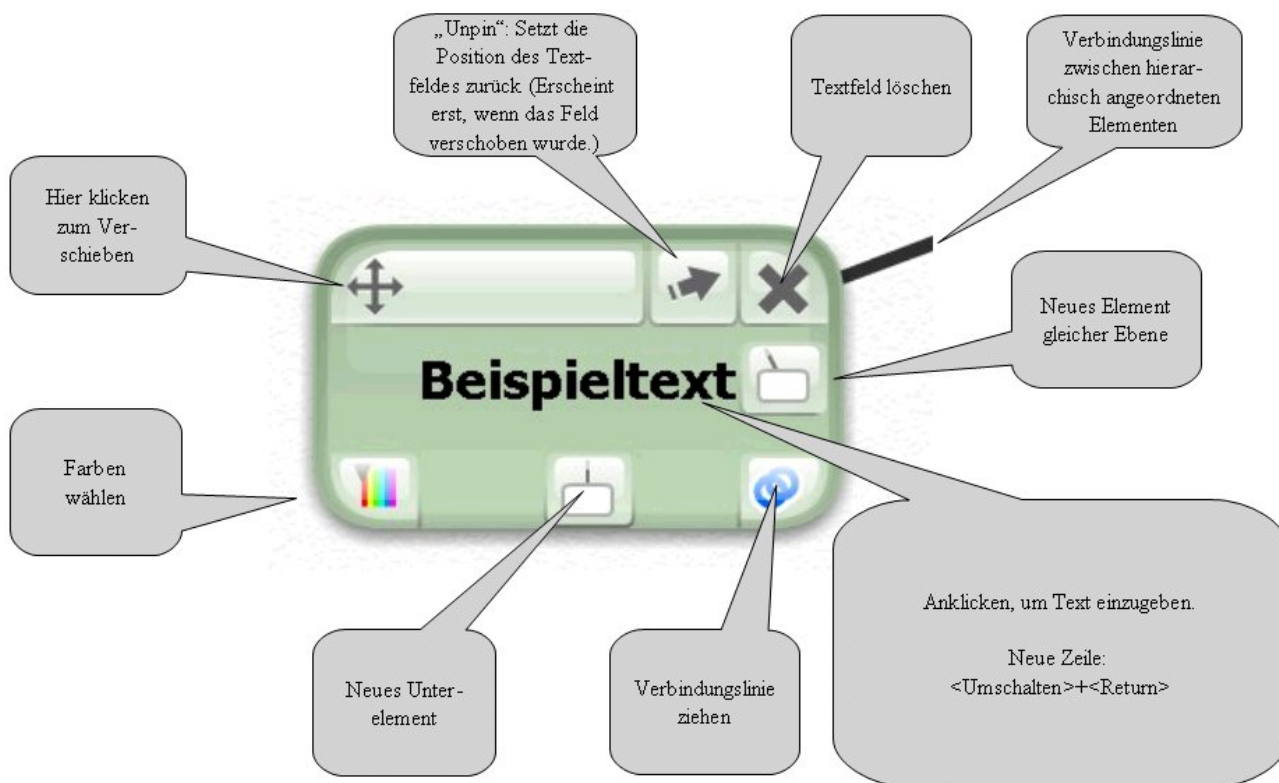 „Unpin“: Setzt die
Position des Text-
feldes zurück (Erscheint
erst, wenn das Feld
verschoben wurde.)
Textfeld löschen
Verbindungslinie
zwischen hierar-
chisch angeordneten
Elementen
Hier klicken
zum Ver-
schieben
Neues Element
gleicher Ebene
Beispieltext
Farben
wählen
Anklicken, um Text einzugeben.
Neue Zeile:
<Umschalten>+<Return>
Neues Unter-
element
Verbindungslinie
ziehen